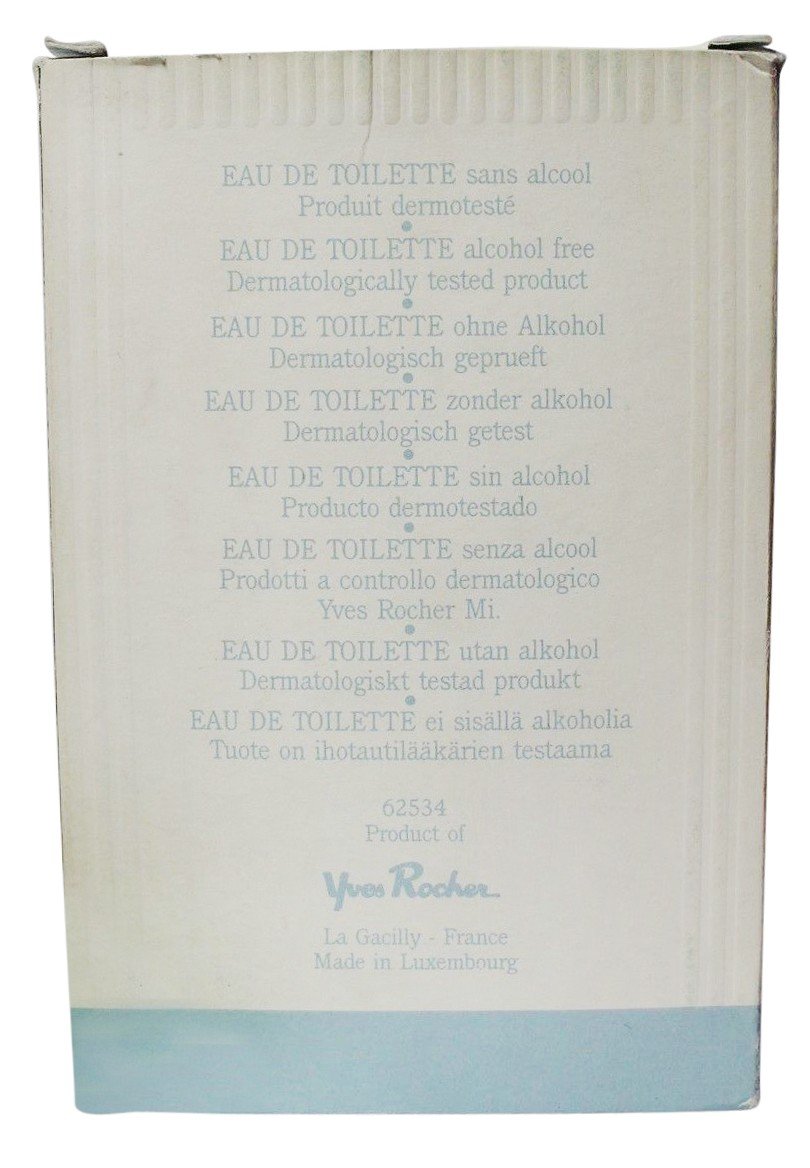 EAU DE TOILETTE sans alcool
Produit dermotesté
EAU DE TOILETTE alcohol free
Dermatologically tested product
EAU DE TOILETTE ohne Alkohol
Dermatologisch geprueft
EAU DE TOILETTE zonder alkohol
Dermatologisch getest
EAU DE TOILETTE sin alcohol
Producto dermotestado
EAU DE TOILETTE senza alcool
Prodotti a controllo dermatologico
Yves Rocher Mi.
EAU DE TOILETTE utan alkohol
Dermatologiskt testad produkt
EAU DE TOILETTE ei sisällä alkoholia
Tuote on ihotautilääkärien testaama
62534
Product of
Yves Rocher
La Gacilly - France
Made in Luxembourg